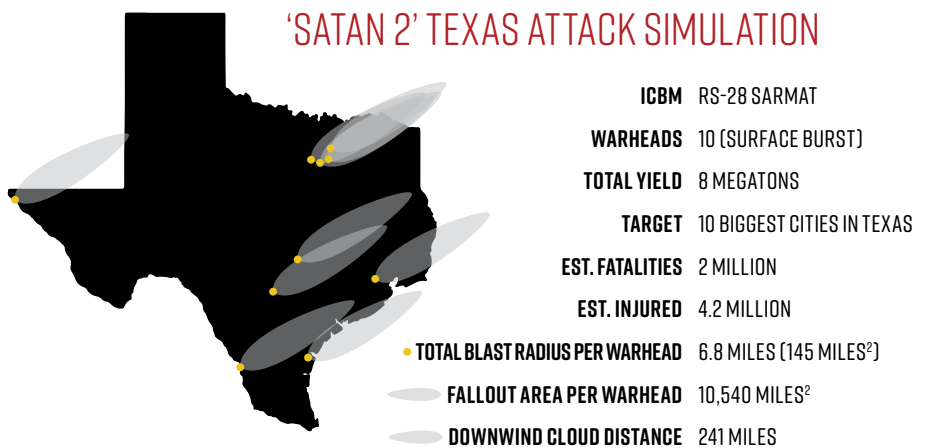 ‘SATAN 2’ TEXAS ATTACK SIMULATION
ICBM RS-28 SARMAT
WARHEADS 10 (SURFACE BURST)
TOTAL YIELD 8 MEGATONS
TARGET 10 BIGGEST CITIES IN TEXAS
EST. FATALITIES 2 MILLION
EST. INJURED 4.2 MILLION
TOTAL BLAST RADIUS PER WARHEAD 6.8 MILES (145 MILES²)
FALLOUT AREA PER WARHEAD 10,540 MILES²
DOWNWIND CLOUD DISTANCE 241 MILES